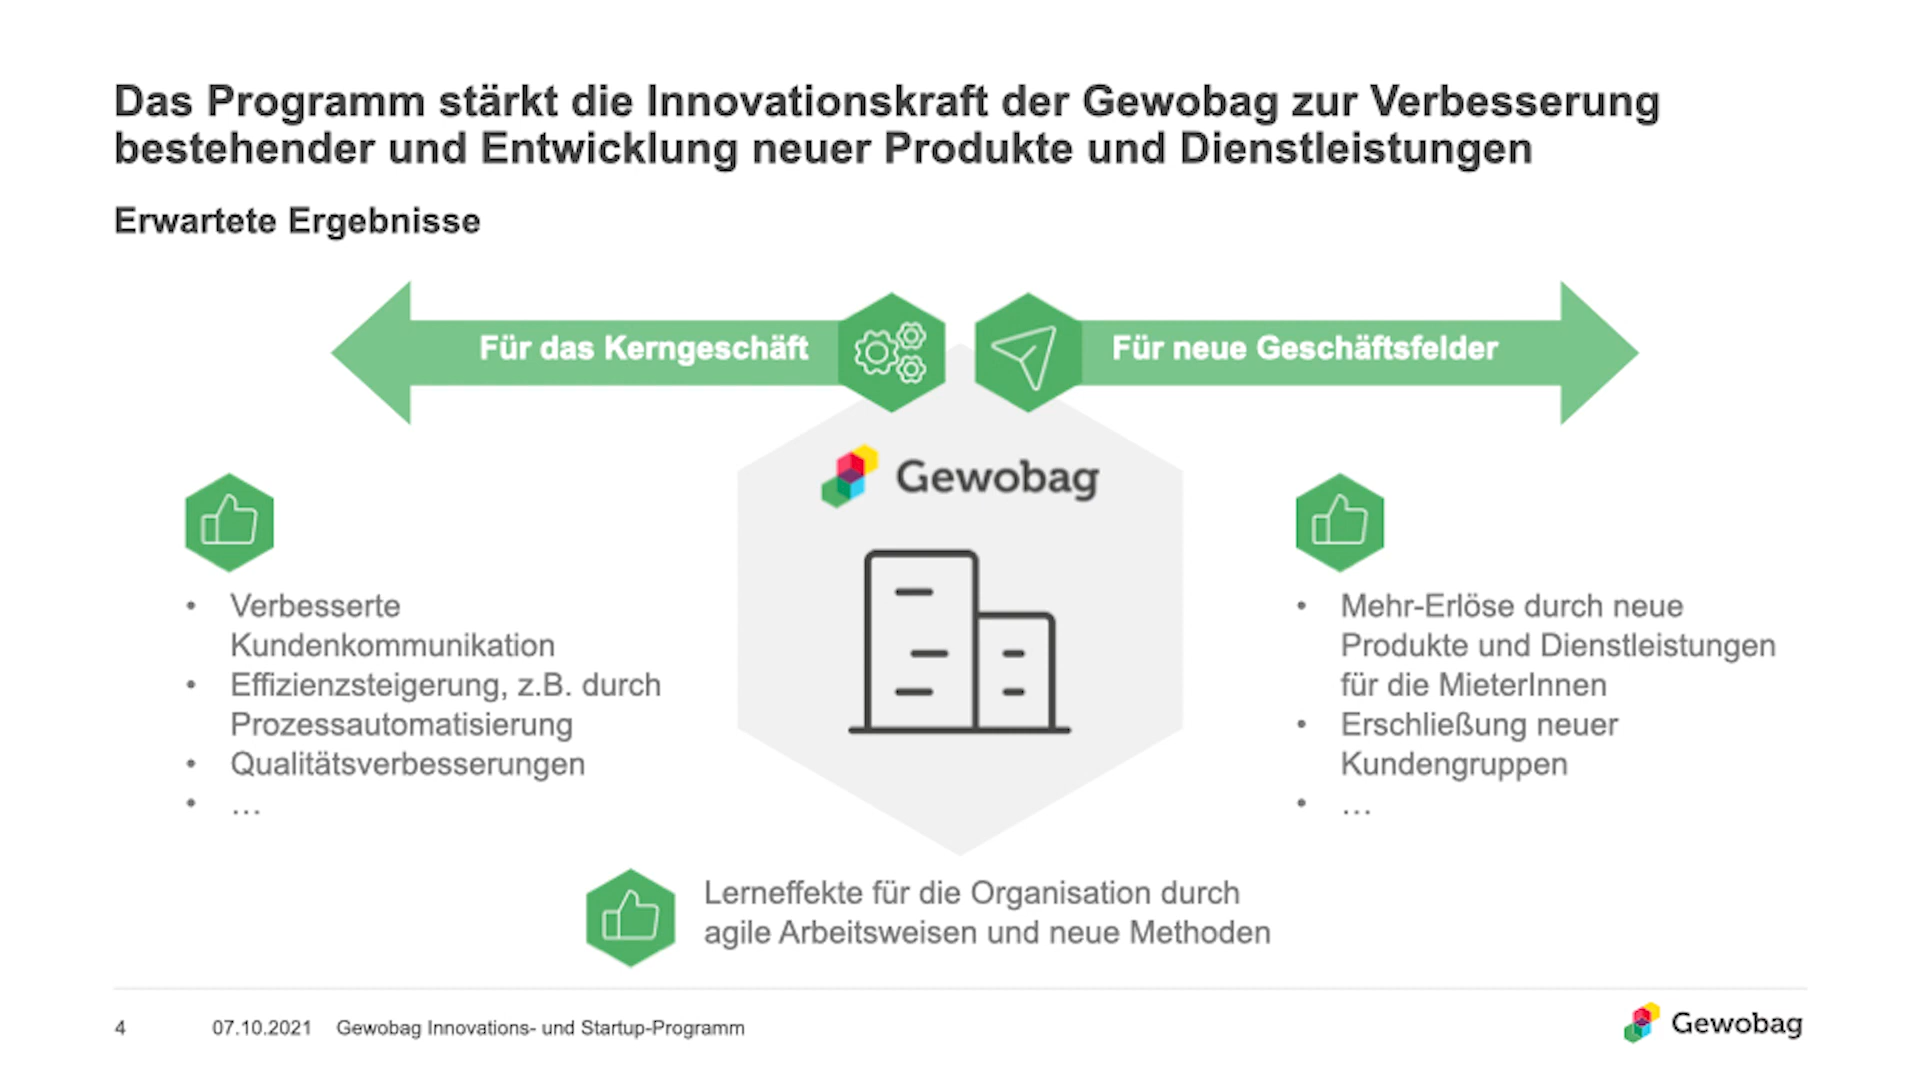 Das Programm stärkt die Innovationskraft der Gewobag zur Verbesserung
bestehender und Entwicklung neuer Produkte und Dienstleistungen
Erwartete Ergebnisse
Für das Kerngeschäft
Für neue Geschäftsfelder
Gewobag
• Verbesserte
Kundenkommunikation
• Effizienzsteigerung, z.B. durch
Prozessautomatisierung
• Qualitätsverbesserungen
• …
• Mehr-Erlöse durch neue
Produkte und Dienstleistungen
für die MieterInnen
• Erschließung neuer
Kundengruppen
• …
Lerneffekte für die Organisation durch
agile Arbeitsweisen und neue Methoden
4 07.10.2021 Gewobag Innovations- und Startup-Programm
Gewobag